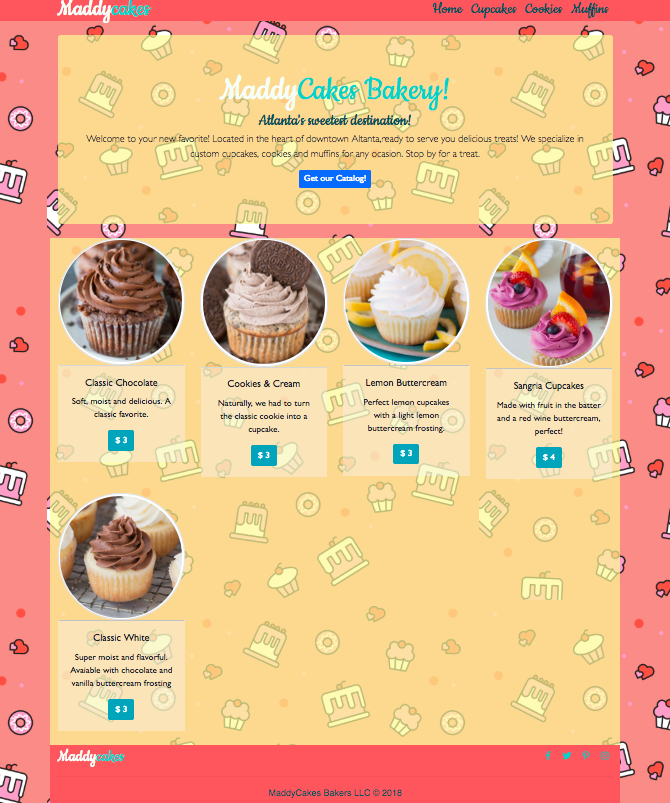 Maddycakes
Home Cupcakes Cookies Muffins
MaddyCakes Bakery!
Atlanta's sweetest destination!
Welcome to your new favorite! Located in the heart of downtown Altanta,ready to serve you delicious treats! We specialize in
custom cupcakes, cookies and muffins for any ocasion. Stop by for a treat.
Get our Catalog!
Classic Chocolate
Soft, moist and delicious. A
classic favorite.
$ 3
Cookies & Cream
Naturally, we had to turn
the classic cookie into a
cupcake.
$ 3
Lemon Buttercream
Perfect lemon cupcakes
with a light lemon
buttercream frosting.
$ 3
Sangria Cupcakes
Made with fruit in the batter
and a red wine buttercream,
perfect!
$ 4
Classic White
Super moist and flavorful.
Avaiable with chocolate and
vanilla buttercream frosting
$ 3
Maddycakes
MaddyCakes Bakers LLC © 2018